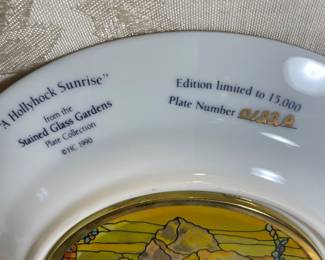 "A Hollyhock Sunrise"
from the
Stained Glass Gardens
Plate Collection
©HC 1990
Edition limited to 15,000
Plate Number